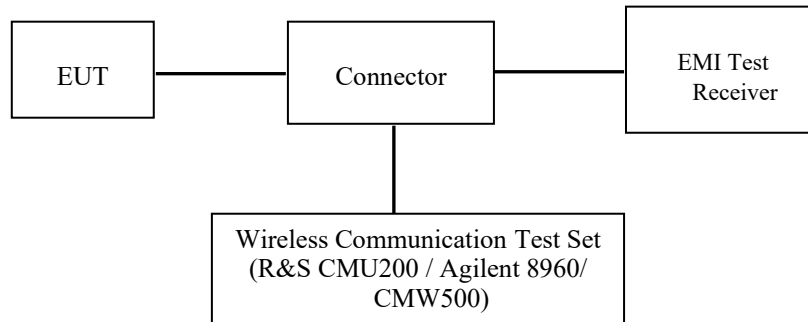 EUT
Connector
EMI Test
Receiver
Wireless Communication Test Set
(R&S CMU200 / Agilent 8960/
CMW500)